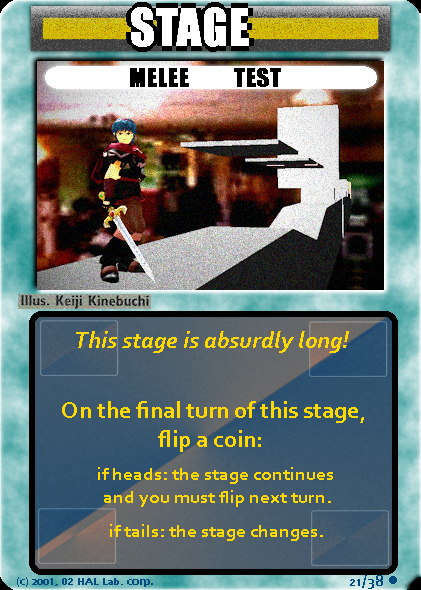 STAGE
MELEE TEST
Illus. Keiji Kinebuchi
This stage is absurdly long!
On the final turn of this stage,
flip a coin:
if heads: the stage continues
and you must flip next turn.
if tails: the stage changes.
(c) 2001, 02 HAL Lab. corp. 21/38 ●